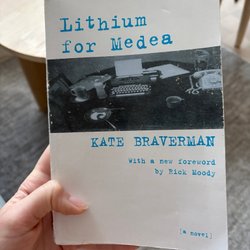 Lithium
for Medea
KATE BRAVERMAN
with a new foreword
by Rick Moody
[a novel]